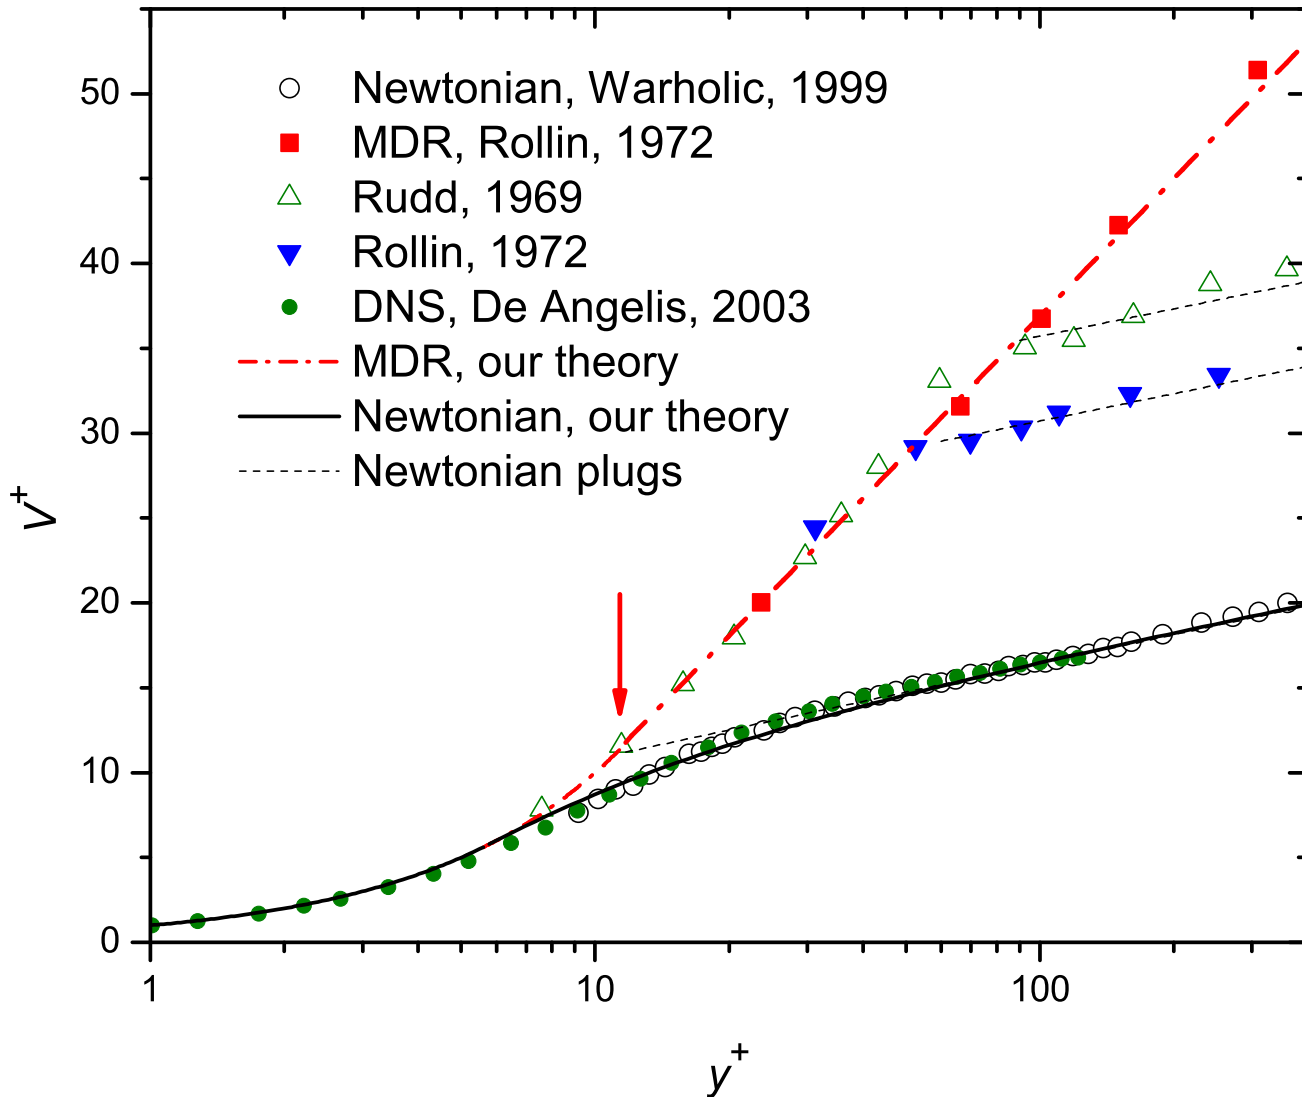 50
40
30
20
10
0
V+
Newtonian, Warholic, 1999
MDR, Rollin, 1972
Rudd, 1969
Rollin, 1972
DNS, De Angelis, 2003
MDR, our theory
Newtonian, our theory
Newtonian plugs
1 10 100
y+